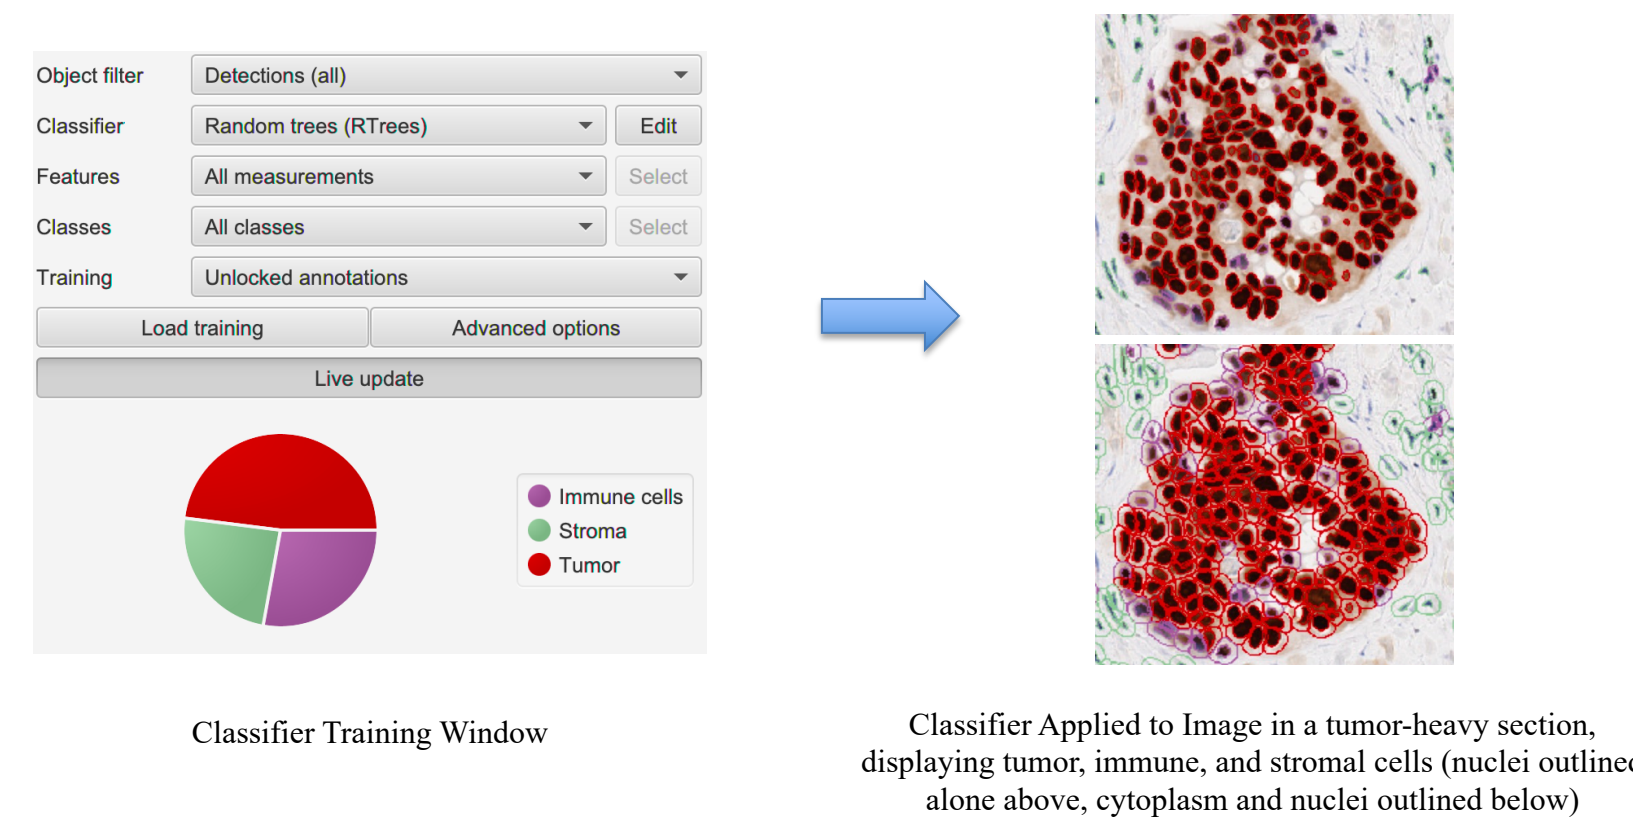 Object filter Detections (all)
Classifier Random trees (RTrees) Edit
Features All measurements Select
Classes All classes Select
Training Unlocked annotations
Load training Advanced options
Live update
Immune cells
Stroma
Tumor
Classifier Training Window
Classifier Applied to Image in a tumor-heavy section,
displaying tumor, immune, and stromal cells (nuclei outlined
alone above, cytoplasm and nuclei outlined below)